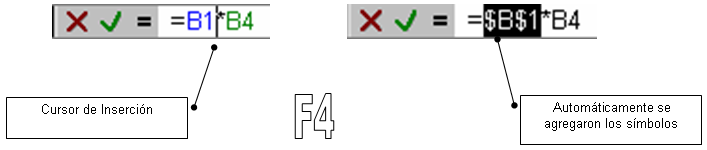 =B1*B4
=$B$1*B4
Cursor de Inserción
F4
Automáticamente se
agregaron los símbolos